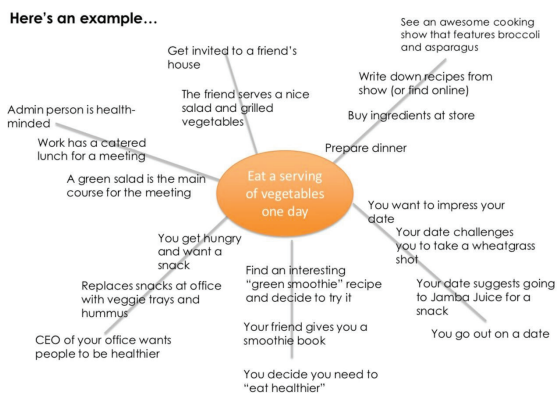 Here's an example…
See an awesome cooking
show that features broccoli
and asparagus
Write down recipes from
show (or find online)
Buy ingredients at store
Prepare dinner
Get invited to a friend's
house
The friend serves a nice
salad and grilled
vegetables
Admin person is health-
minded
Work has a catered
lunch for a meeting
A green salad is the main
course for the meeting
Eat a serving
of vegetables
one day
You want to impress your
date
Your date challenges
you to take a wheatgrass
shot
Your date suggests going
to Jamba Juice for a
snack
You go out on a date
You get hungry
and want a
snack
Replaces snacks at office
with veggie trays and
hummus
CEO of your office wants
people to be healthier
Find an interesting
"green smoothie" recipe
and decide to try it
Your friend gives you a
smoothie book
You decide you need to
"eat healthier"